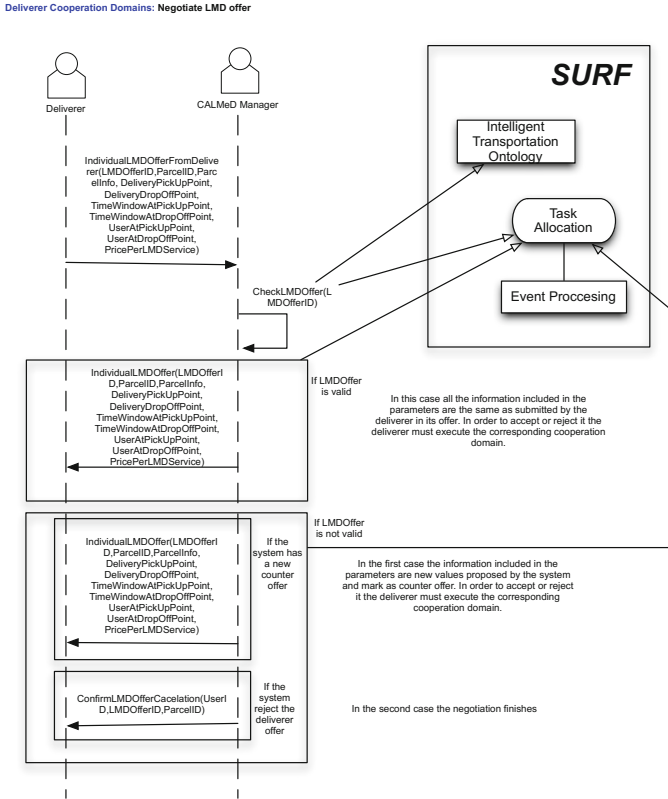 Deliverer Cooperation Domains: Negotiate LMD offer
SURF
Deliverer
CALMeD Manager
Intelligent
Transportation
Ontology
IndividualLMDOfferFromDelive
rer(LMDOfferID,ParcelID,Parc
elInfo, DeliveryPickUpPoint,
DeliveryDropOffPoint,
TimeWindowAtPickUpPoint,
TimeWindowAtDropOffPoint,
UserAtPickUpPoint,
UserAtDropOffPoint,
PricePerLMDService)
Task
Allocation
CheckLMDOffer(L
MDOfferID)
Event Proccesing
IndividualLMDOffer(LMDOfferI
D,ParcelID,ParcelInfo,
DeliveryPickUpPoint,
DeliveryDropOffPoint,
TimeWindowAtPickUpPoint,
TimeWindowAtDropOffPoint,
UserAtPickUpPoint,
UserAtDropOffPoint,
PricePerLMDService)
If LMDOffer
is valid
In this case all the information included in the
parameters are the same as submitted by the
deliverer in its offer. In order to accept or reject it the
deliverer must execute the corresponding cooperation
domain.
If LMDOffer
is not valid
IndividualLMDOffer(LMDOfferI
D,ParcelID,ParcelInfo,
DeliveryPickUpPoint,
DeliveryDropOffPoint,
TimeWindowAtPickUpPoint,
TimeWindowAtDropOffPoint,
UserAtPickUpPoint,
UserAtDropOffPoint,
PricePerLMDService)
If the
system has
a new
counter
offer
In the first case the information included in the
parameters are new values proposed by the system
and mark as counter offer. In order to accept or reject
it the deliverer must execute the corresponding
cooperation domain.
ConfirmLMDOfferCacelation(UserI
D,LMDOfferID,ParcelID)
If the
system
reject the
deliverer
offer
In the second case the negotiation finishes